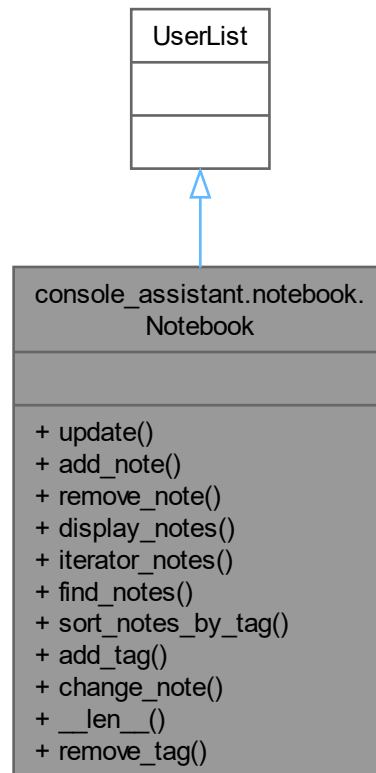 UserList
console_assistant.notebook.
Notebook
+ update()
+ add_note()
+ remove_note()
+ display_notes()
+ iterator_notes()
+ find_notes()
+ sort_notes_by_tag()
+ add_tag()
+ change_note()
+ __len__()
+ remove_tag()